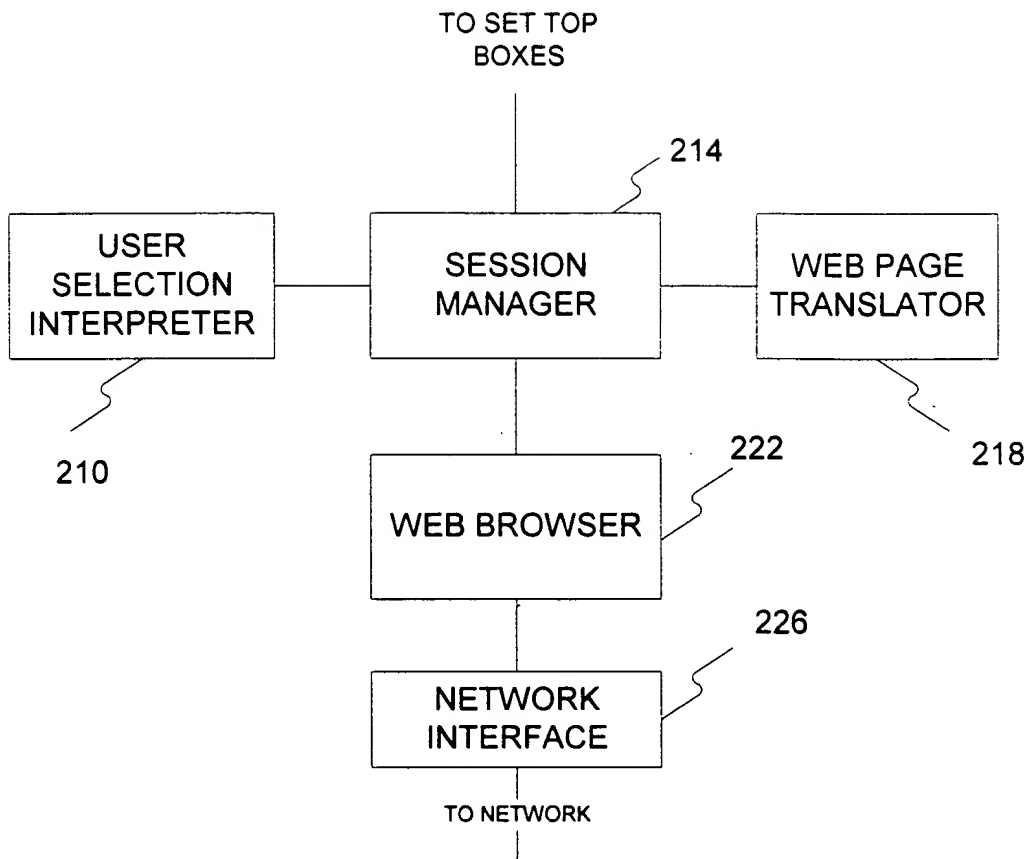 TO SET TOP
BOXES
214
USER
SELECTION
INTERPRETER
SESSION
MANAGER
WEB PAGE
TRANSLATOR
210
222
218
WEB BROWSER
226
NETWORK
INTERFACE
TO NETWORK